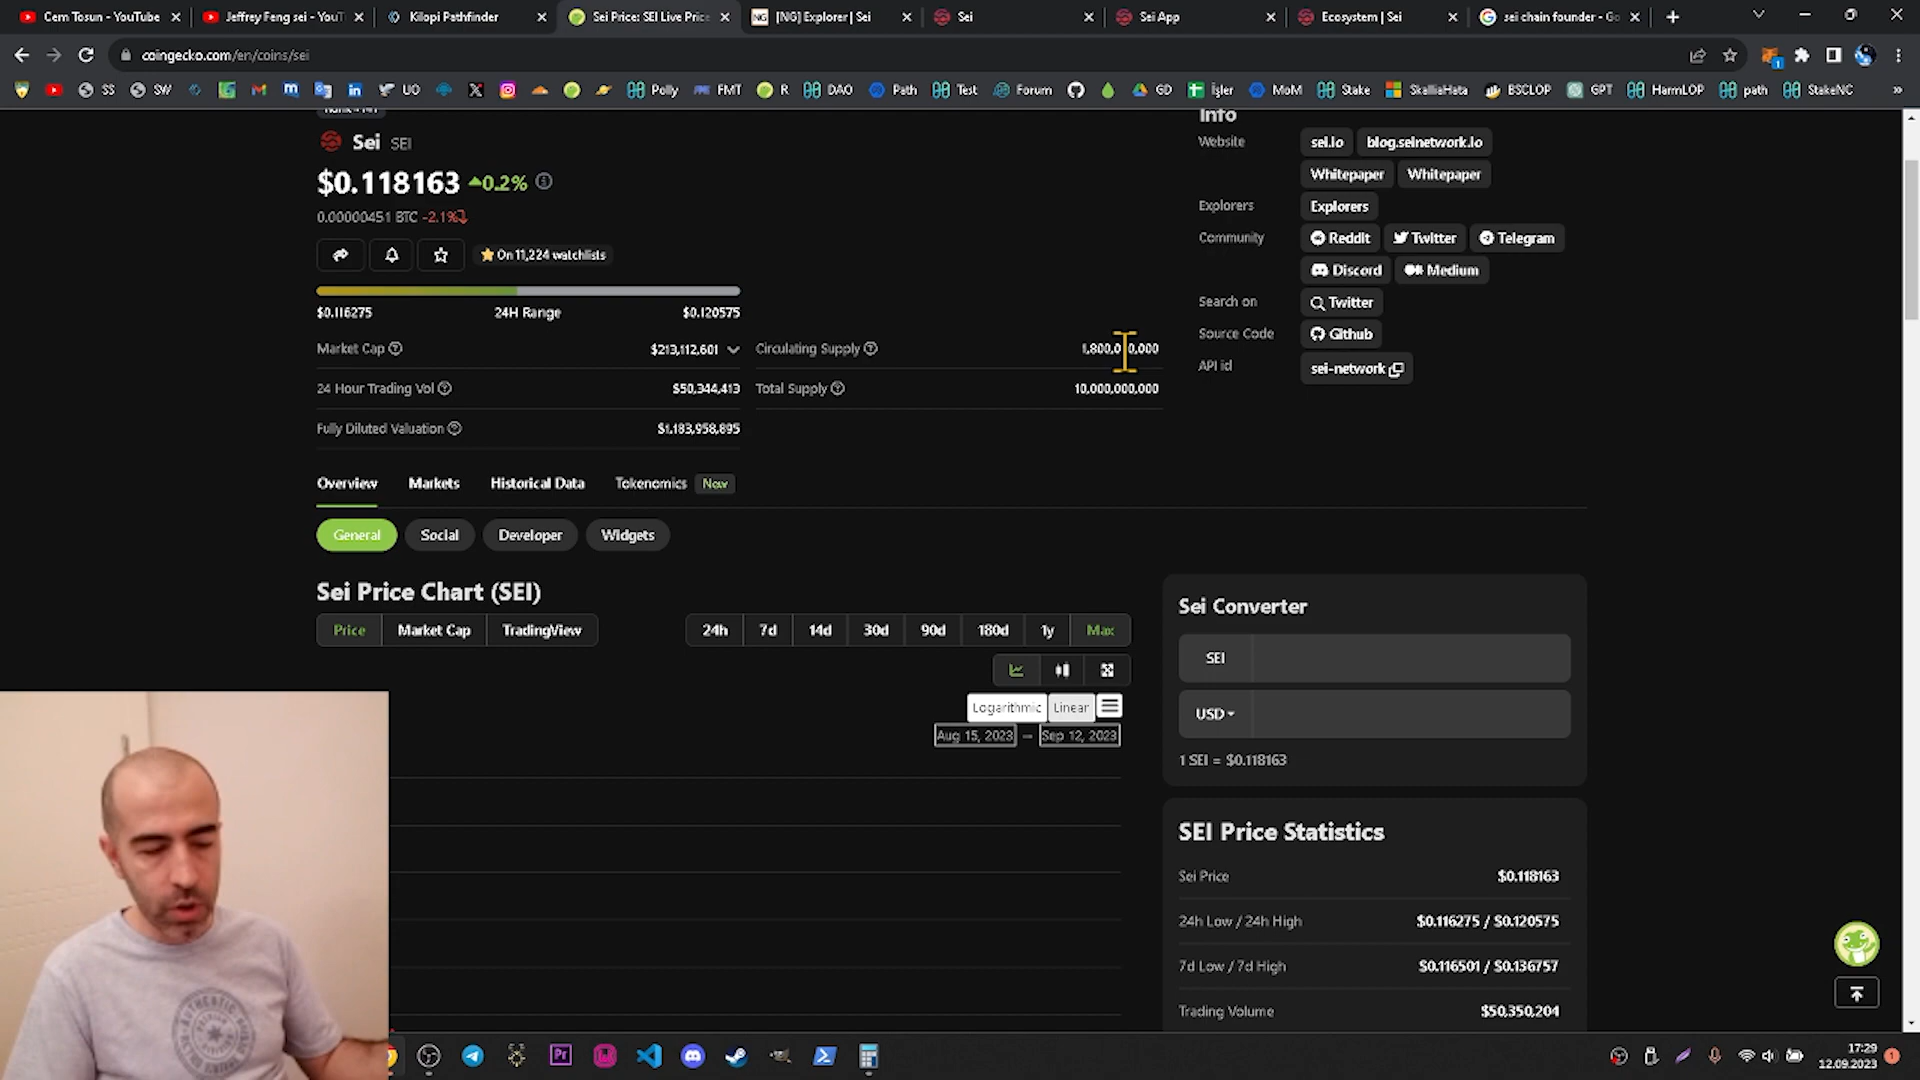 Cem Tosun - YouTube
Jeffrey Feng sei - YouT
Kilopi Pathfinder
Sei Price: SEI Live Price
[NG] Explorer | Sei
Sei
Sei App
Ecosystem | Sei
sei chain founder - Go
coingecko.com/en/coins/sei
SS
SW
UO
Polly
FMT
R
DAO
Path
Test
Forum
GD
İşler
MoM
Stake
SkalliaHata
BSCLOP
GPT
HarmLOP
path
StakeNC
»
Sei SEI
$0.118163 0.2%
0.00000451 BTC -2.1%
On 11,224 watchlists
$0.116275 24H Range $0.120575
Market Cap $213,112,601
Circulating Supply
24 Hour Trading Vol $50,344,413
Total Supply 10,000,000,000
Fully Diluted Valuation $1,183,958,895
Info
Website sei.io blog.seinetwork.io
Whitepaper Whitepaper
Explorers Explorers
Community Reddit Twitter Telegram
Discord Medium
Search on Twitter
Source Code Github
API id sei-network
Overview Markets Historical Data Tokenomics New
General Social Developer Widgets
Sei Price Chart (SEI)
Price Market Cap TradingView
24h 7d 14d 30d 90d 180d 1y Max
Logarithmic Linear
Aug 15, 2023 – Sep 12, 2023
Sei Converter
SEI
USD
1 SEI = $0.118163
SEI Price Statistics
Sei Price $0.118163
24h Low / 24h High $0.116275 / $0.120575
7d Low / 7d High $0.116501 / $0.136757
Trading Volume $50,350,204
Pr
17:29
12.09.2023
1